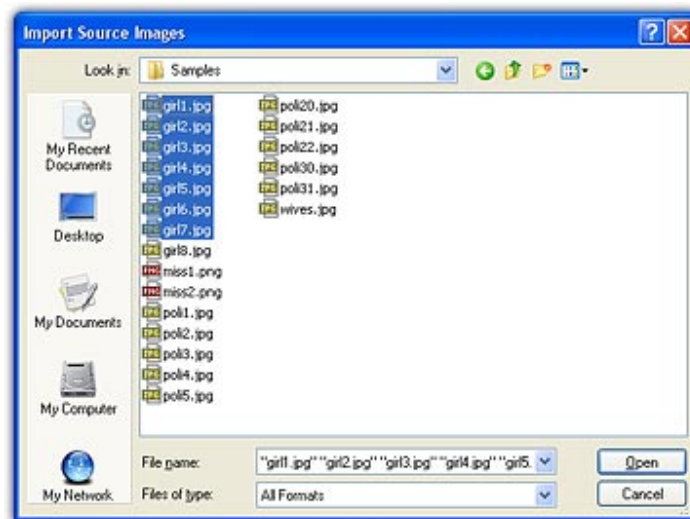 Import Source Images
Look in: Samples
My Recent Documents
Desktop
My Documents
My Computer
My Network
girl1.jpg
girl2.jpg
girl3.jpg
girl4.jpg
girl5.jpg
girl6.jpg
girl7.jpg
girl8.jpg
miss1.png
miss2.png
poli1.jpg
poli2.jpg
poli3.jpg
poli4.jpg
poli5.jpg
poli20.jpg
poli21.jpg
poli22.jpg
poli30.jpg
poli31.jpg
wives.jpg
File name: "girl1.jpg" "girl2.jpg" "girl3.jpg" "girl4.jpg" "girl5. Open
Files of type: All Formats Cancel